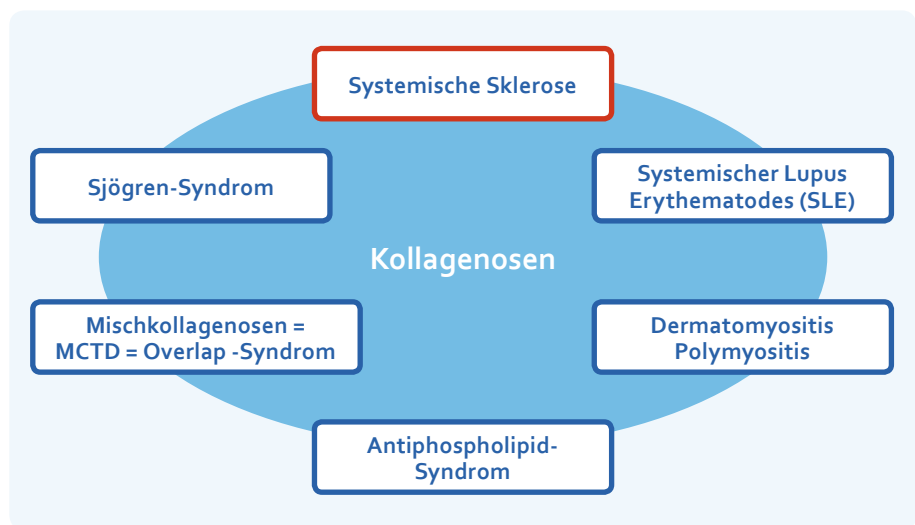 Systemische Sklerose
Sjögren-Syndrom
Systemischer Lupus
Erythematodes (SLE)
Kollagenosen
Mischkollagenosen =
MCTD = Overlap -Syndrom
Dermatomyositis
Polymyositis
Antiphospholipid-
Syndrom